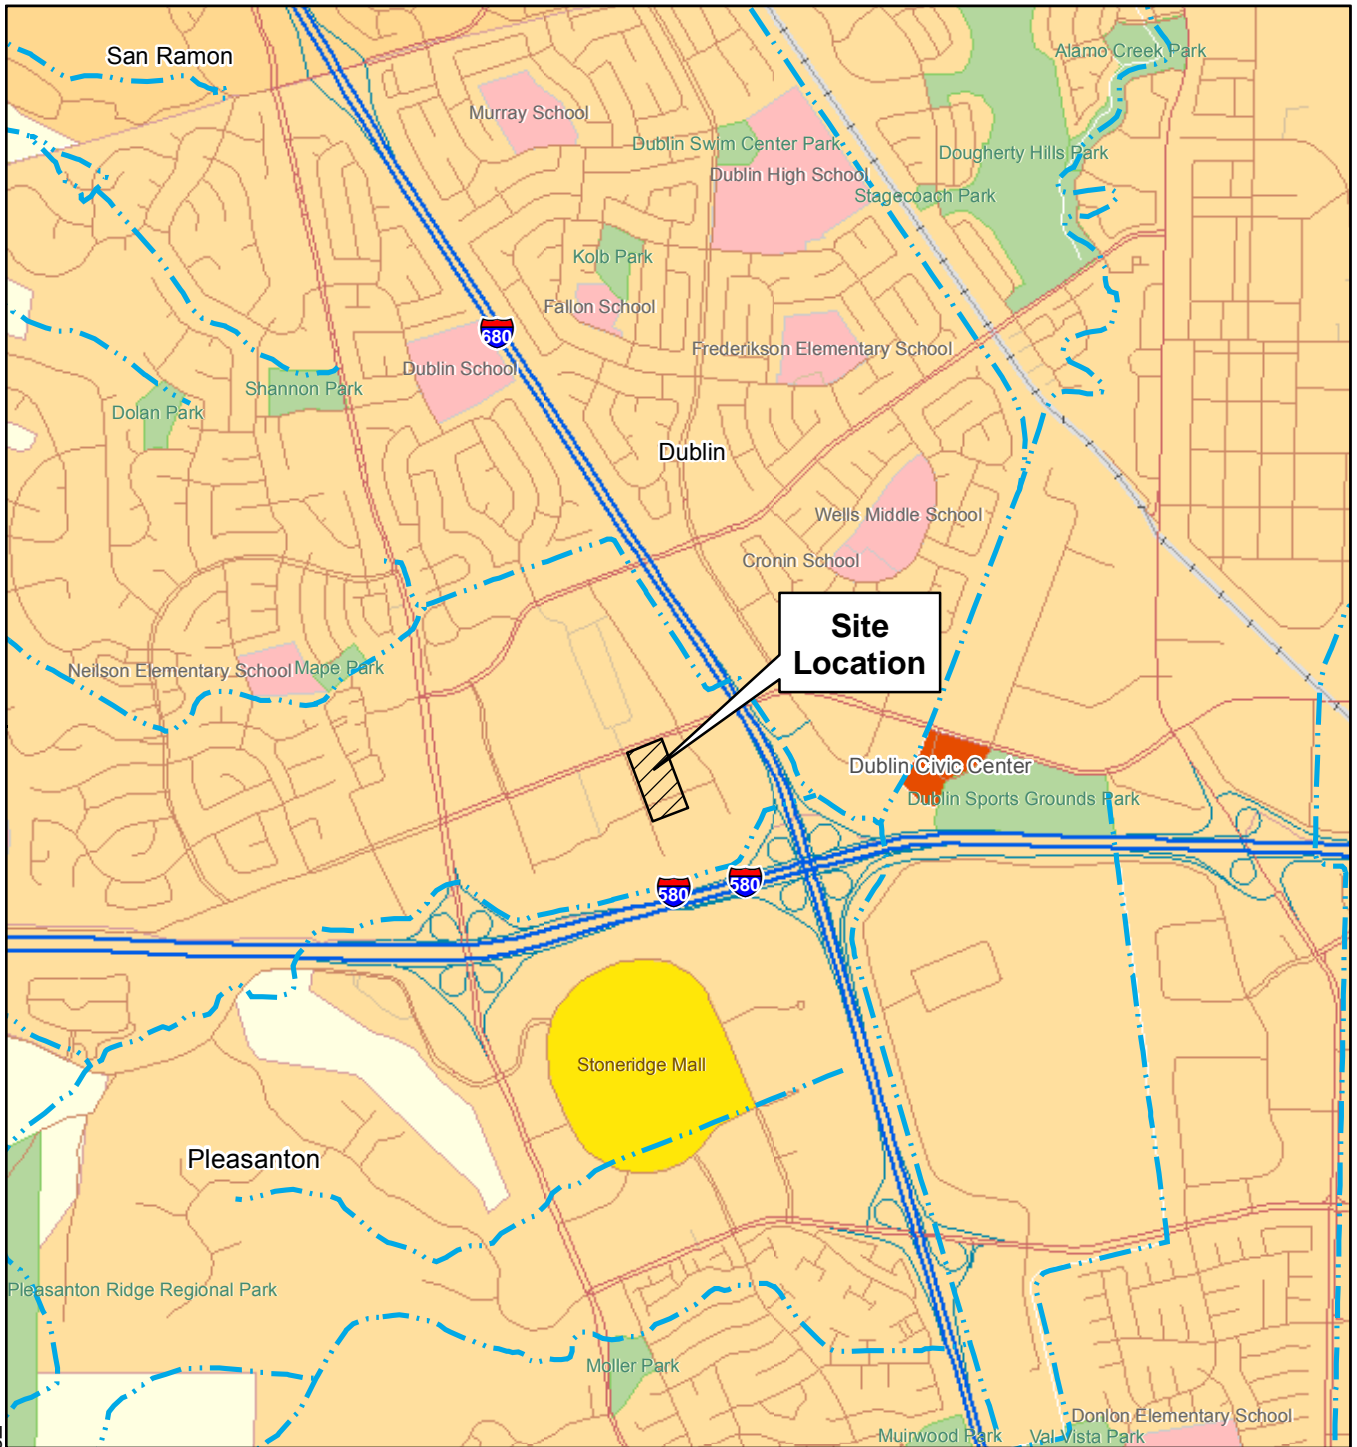 San Ramon
Alamo Creek Park
Murray School
Dublin Swim Center Park
Dougherty Hills Park
Dublin High School
Stagecoach Park
Kolb Park
Fallon School
680
Frederikson Elementary School
Dublin School
Shannon Park
Dolan Park
Dublin
Wells Middle School
Cronin School
Site
Location
Neilson Elementary School
Mape Park
Dublin Civic Center
Dublin Sports Grounds Park
580
580
Stoneridge Mall
Pleasanton
Pleasanton Ridge Regional Park
Moller Park
Donlon Elementary School
Muirwood Park
Val Vista Park